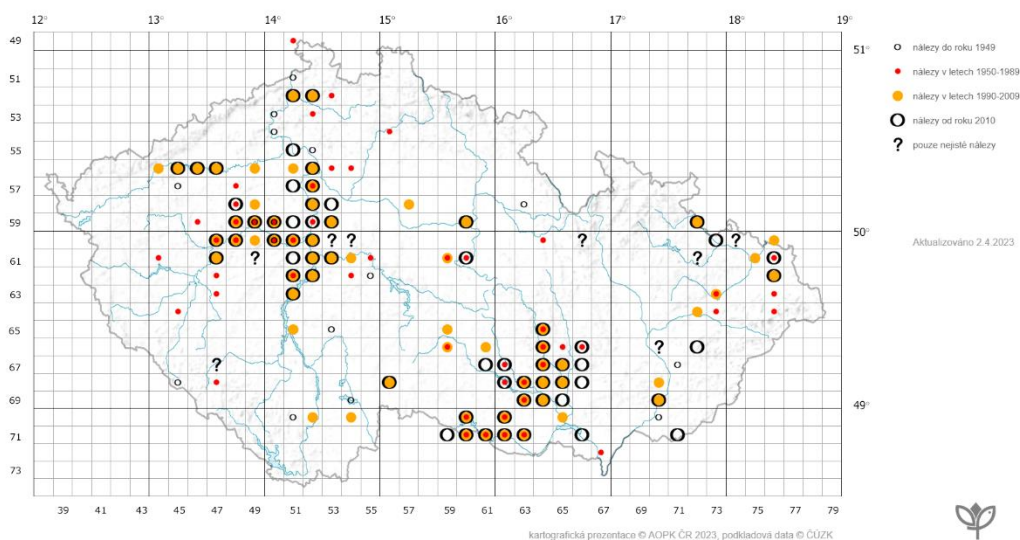 12° 13° 14° 15° 16° 17° 18° 19°
49 51°
51
53
55
57
59 50°
61
63
65
67
69 49°
71
73
39 41 43 45 47 49 51 53 55 57 59 61 63 65 67 69 71 73 75 77 79
? ? ?
? ? ?
?
?
nálezy do roku 1949
nálezy v letech 1950-1989
nálezy v letech 1990-2009
nálezy od roku 2010
? pouze nejisté nálezy
Aktualizováno 2.4.2023
kartografická prezentace © AOPK ČR 2023, podkladová data © ČÚZK